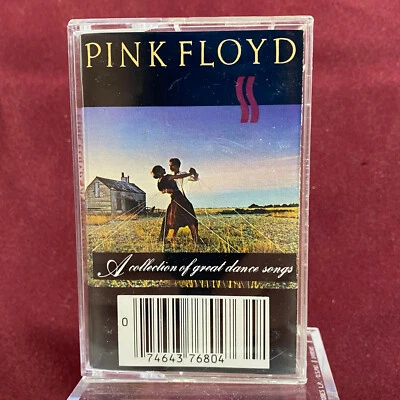 PINK FLOYD
A collection of great dance songs
0
74643 76804